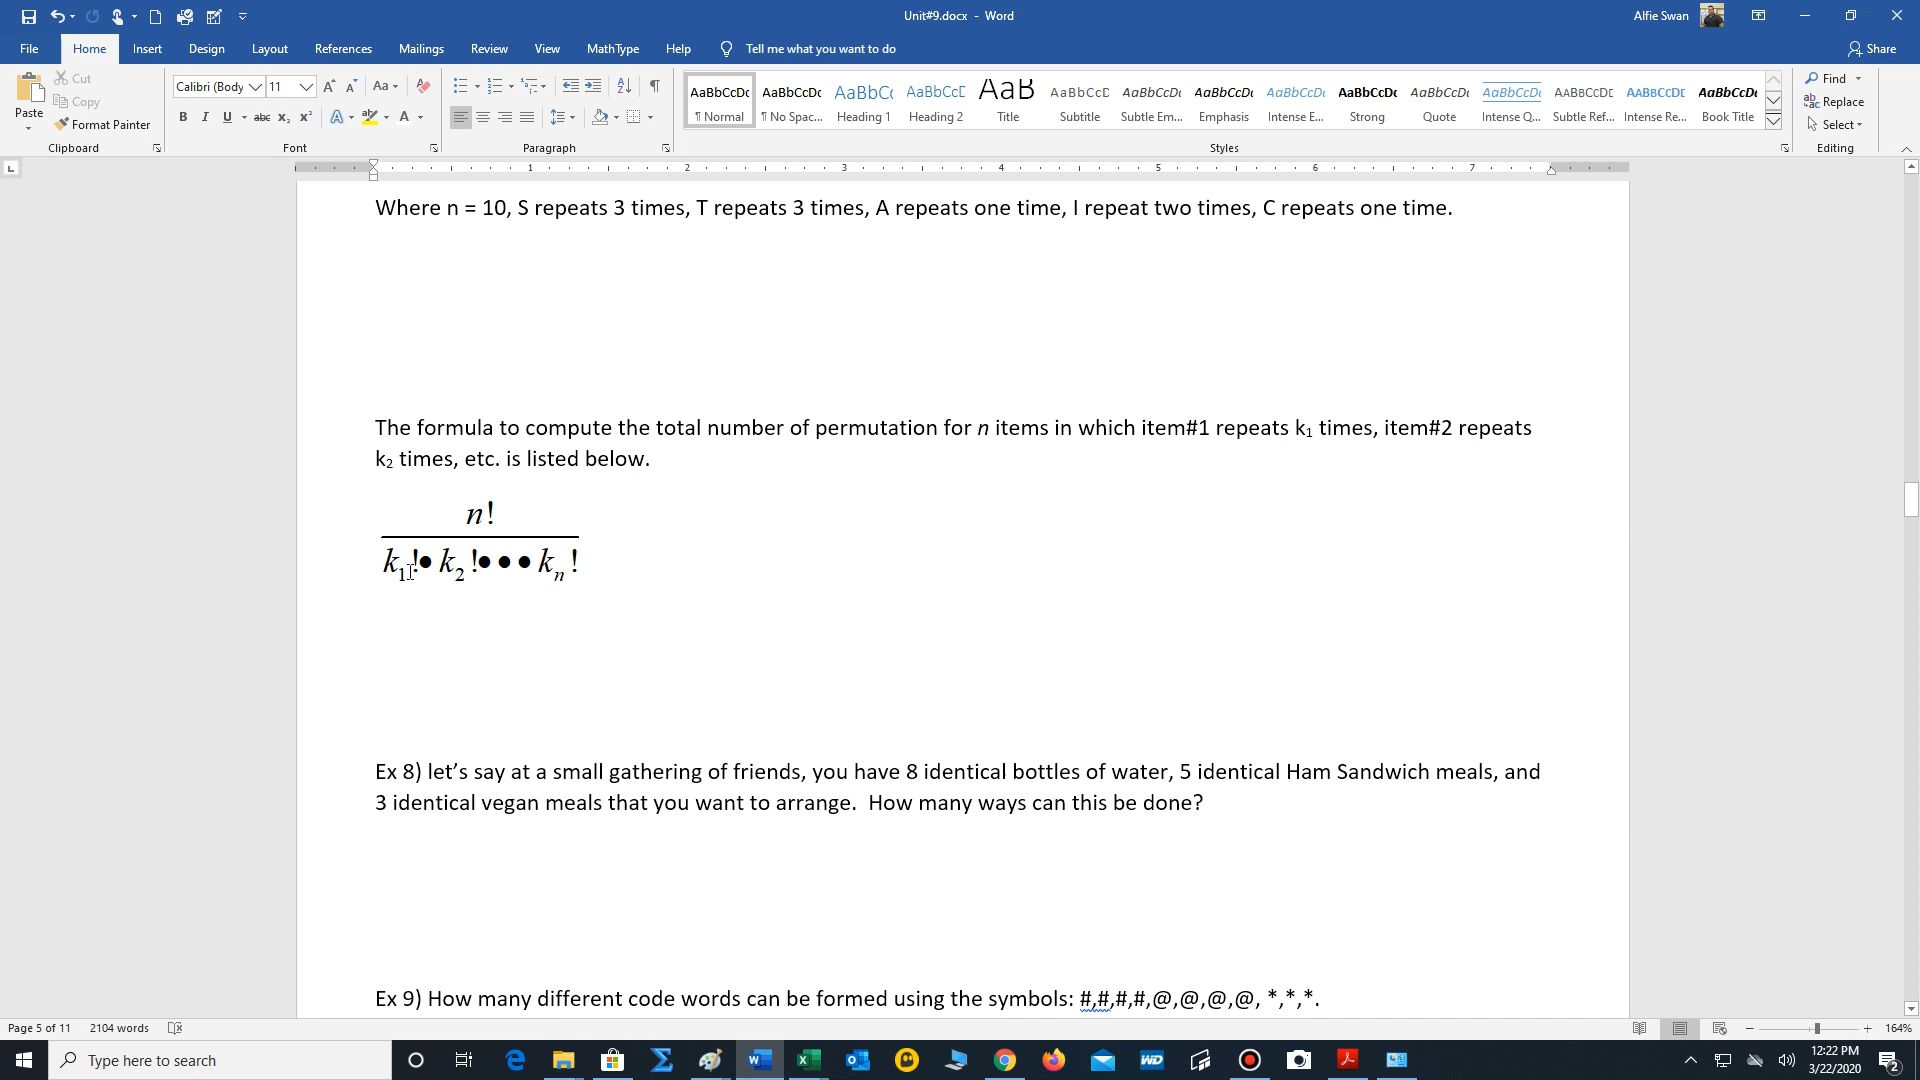 Unit#9.docx - Word
Alfie Swan
File Home Insert Design Layout References Mailings Review View MathType Help Tell me what you want to do
Share
Paste
Cut
Copy
Format Painter
Calibri (Body 11
AaBbCcDc AaBbCcDc AaBbCc AaBbCcD AaB AaBbCcD AaBbCcDc AaBbCcDc AaBbCcDc AaBbCcDc AaBbCcDc AaBbCcDc AABBCCDE AABBCCDE AaBbCcDc
¶ Normal ¶ No Spac... Heading 1 Heading 2 Title Subtitle Subtle Em... Emphasis Intense E... Strong Quote Intense Q... Subtle Ref... Intense Re... Book Title
Find
Replace
Select
Clipboard Font Paragraph Styles Editing
1 2 3 4 5 6 7
Where n = 10, S repeats 3 times, T repeats 3 times, A repeats one time, I repeat two times, C repeats one time.
The formula to compute the total number of permutation for n items in which item#1 repeats k₁ times, item#2 repeats
k₂ times, etc. is listed below.
n!
k₁!• k₂!• • • kₙ!
Ex 8) let’s say at a small gathering of friends, you have 8 identical bottles of water, 5 identical Ham Sandwich meals, and
3 identical vegan meals that you want to arrange.  How many ways can this be done?
Ex 9) How many different code words can be formed using the symbols: #,#,#,#,@,@,@,@, *,*,*.
Page 5 of 11 2104 words
164%
Type here to search
12:22 PM
3/22/2020
2